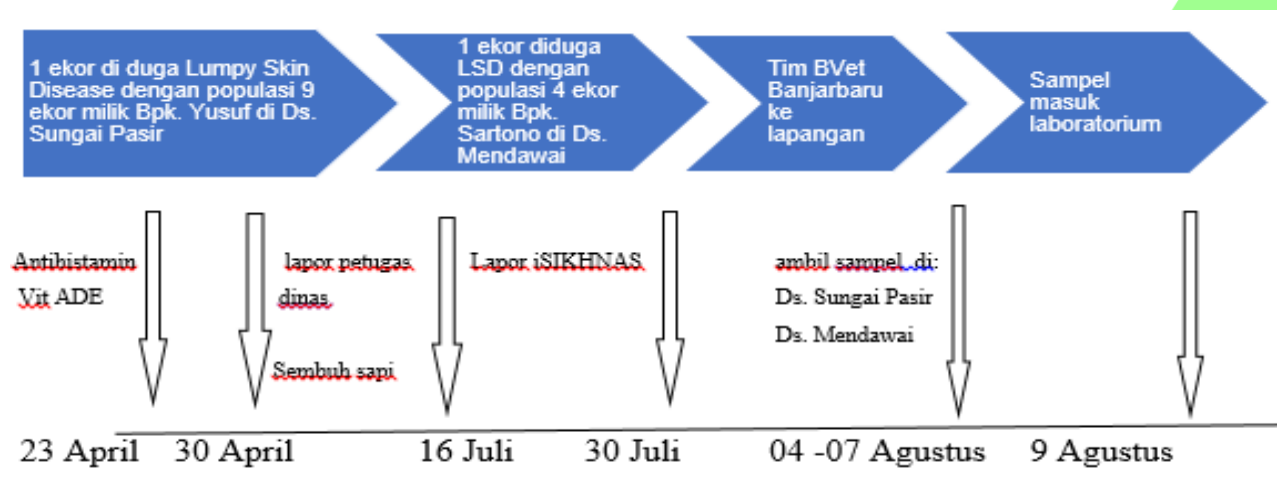 1 ekor di duga Lumpy Skin
Disease dengan populasi 9
ekor milik Bpk. Yusuf di Ds.
Sungai Pasir
1 ekor diduga
LSD dengan
populasi 4 ekor
milik Bpk.
Sartono di Ds.
Mendawai
Tim BVet
Banjarbaru
ke
lapangan
Sampel
masuk
laboratorium
Antihistamin
Vit ADE
lapor petugas
dinas
Sembuh sapi
Lapor iSIKHNAS
ambil sampel di:
Ds. Sungai Pasir
Ds. Mendawai
23 April
30 April
16 Juli
30 Juli
04 -07 Agustus
9 Agustus